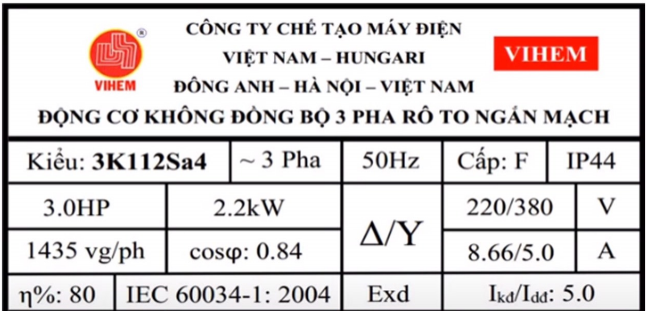 CÔNG TY CHẾ TẠO MÁY ĐIỆN
VIỆT NAM – HUNGARI
ĐÔNG ANH – HÀ NỘI – VIỆT NAM
VIHEM ®
VIHEM
ĐỘNG CƠ KHÔNG ĐỒNG BỘ 3 PHA RÔ TO NGẮN MẠCH
Kiểu: 3K112Sa4 ~ 3 Pha 50Hz Cấp: F IP44
3.0HP 2.2kW Δ/Y 220/380 V
1435 vg/ph cosφ: 0.84 8.66/5.0 A
η%: 80 IEC 60034-1: 2004 Exd Ikđ/Idđ: 5.0